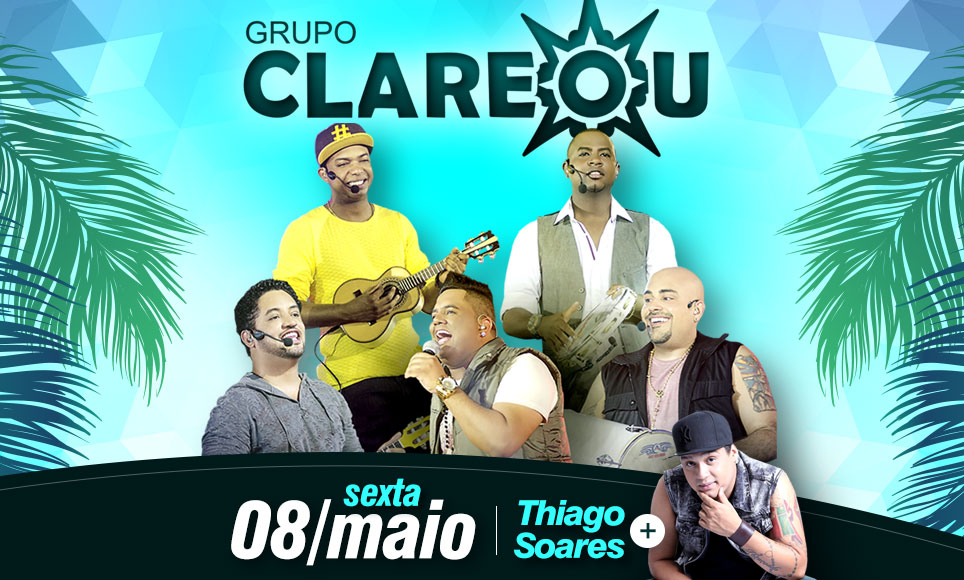 GRUPO
CLAREOU
#
sexta
08/maio
Thiago
Soares
+